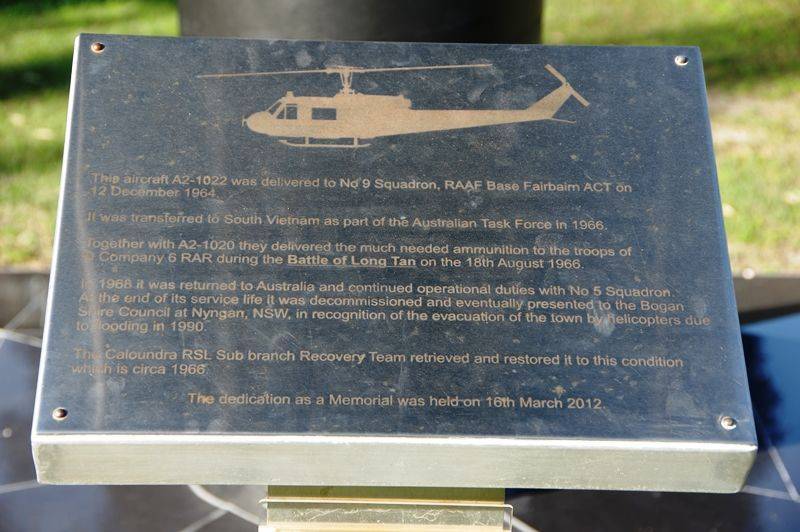 This aircraft A2-1022 was delivered to No 9 Squadron, RAAF Base Fairbairn ACT on
12 December 1964.
It was transferred to South Vietnam as part of the Australian Task Force in 1966.
Together with A2-1020 they delivered the much needed ammunition to the troops of
D Company 6 RAR during the Battle of Long Tan on the 18th August 1966.
In 1968 it was returned to Australia and continued operational duties with No 5 Squadron.
At the end of its service life it was decommissioned and eventually presented to the Bogan
Shire Council at Nyngan, NSW, in recognition of the evacuation of the town by helicopters due
to flooding in 1990.
The Caloundra RSL Sub branch Recovery Team retrieved and restored it to this condition
which is circa 1966.
The dedication as a Memorial was held on 16th March 2012.